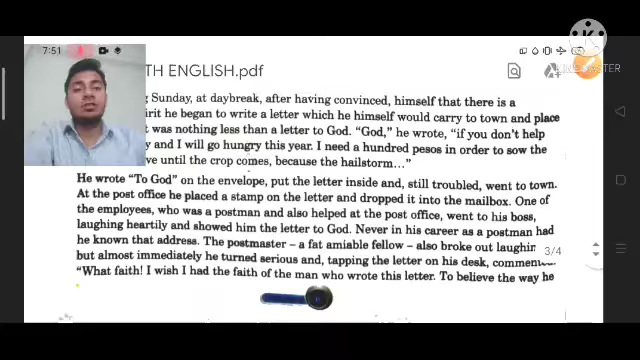 7:51
TH ENGLISH.pdf
KINEMASTER
g Sunday, at daybreak, after having convinced, himself that there is a
irit he began to write a letter which he himself would carry to town and place
t was nothing less than a letter to God. “God,” he wrote, “if you don't help
y and I will go hungry this year. I need a hundred pesos in order to sow the
ve until the crop comes, because the hailstorm...”
He wrote “To God” on the envelope, put the letter inside and, still troubled, went to town.
At the post office he placed a stamp on the letter and dropped it into the mailbox. One of
the employees, who was a postman and also helped at the post office, went to his boss,
laughing heartily and showed him the letter to God. Never in his career as a postman had
he known that address. The postmaster – a fat amiable fellow – also broke out laughin
but almost immediately he turned serious and, tapping the letter on his desk, commen
“What faith! I wish I had the faith of the man who wrote this letter. To believe the way he
3/4